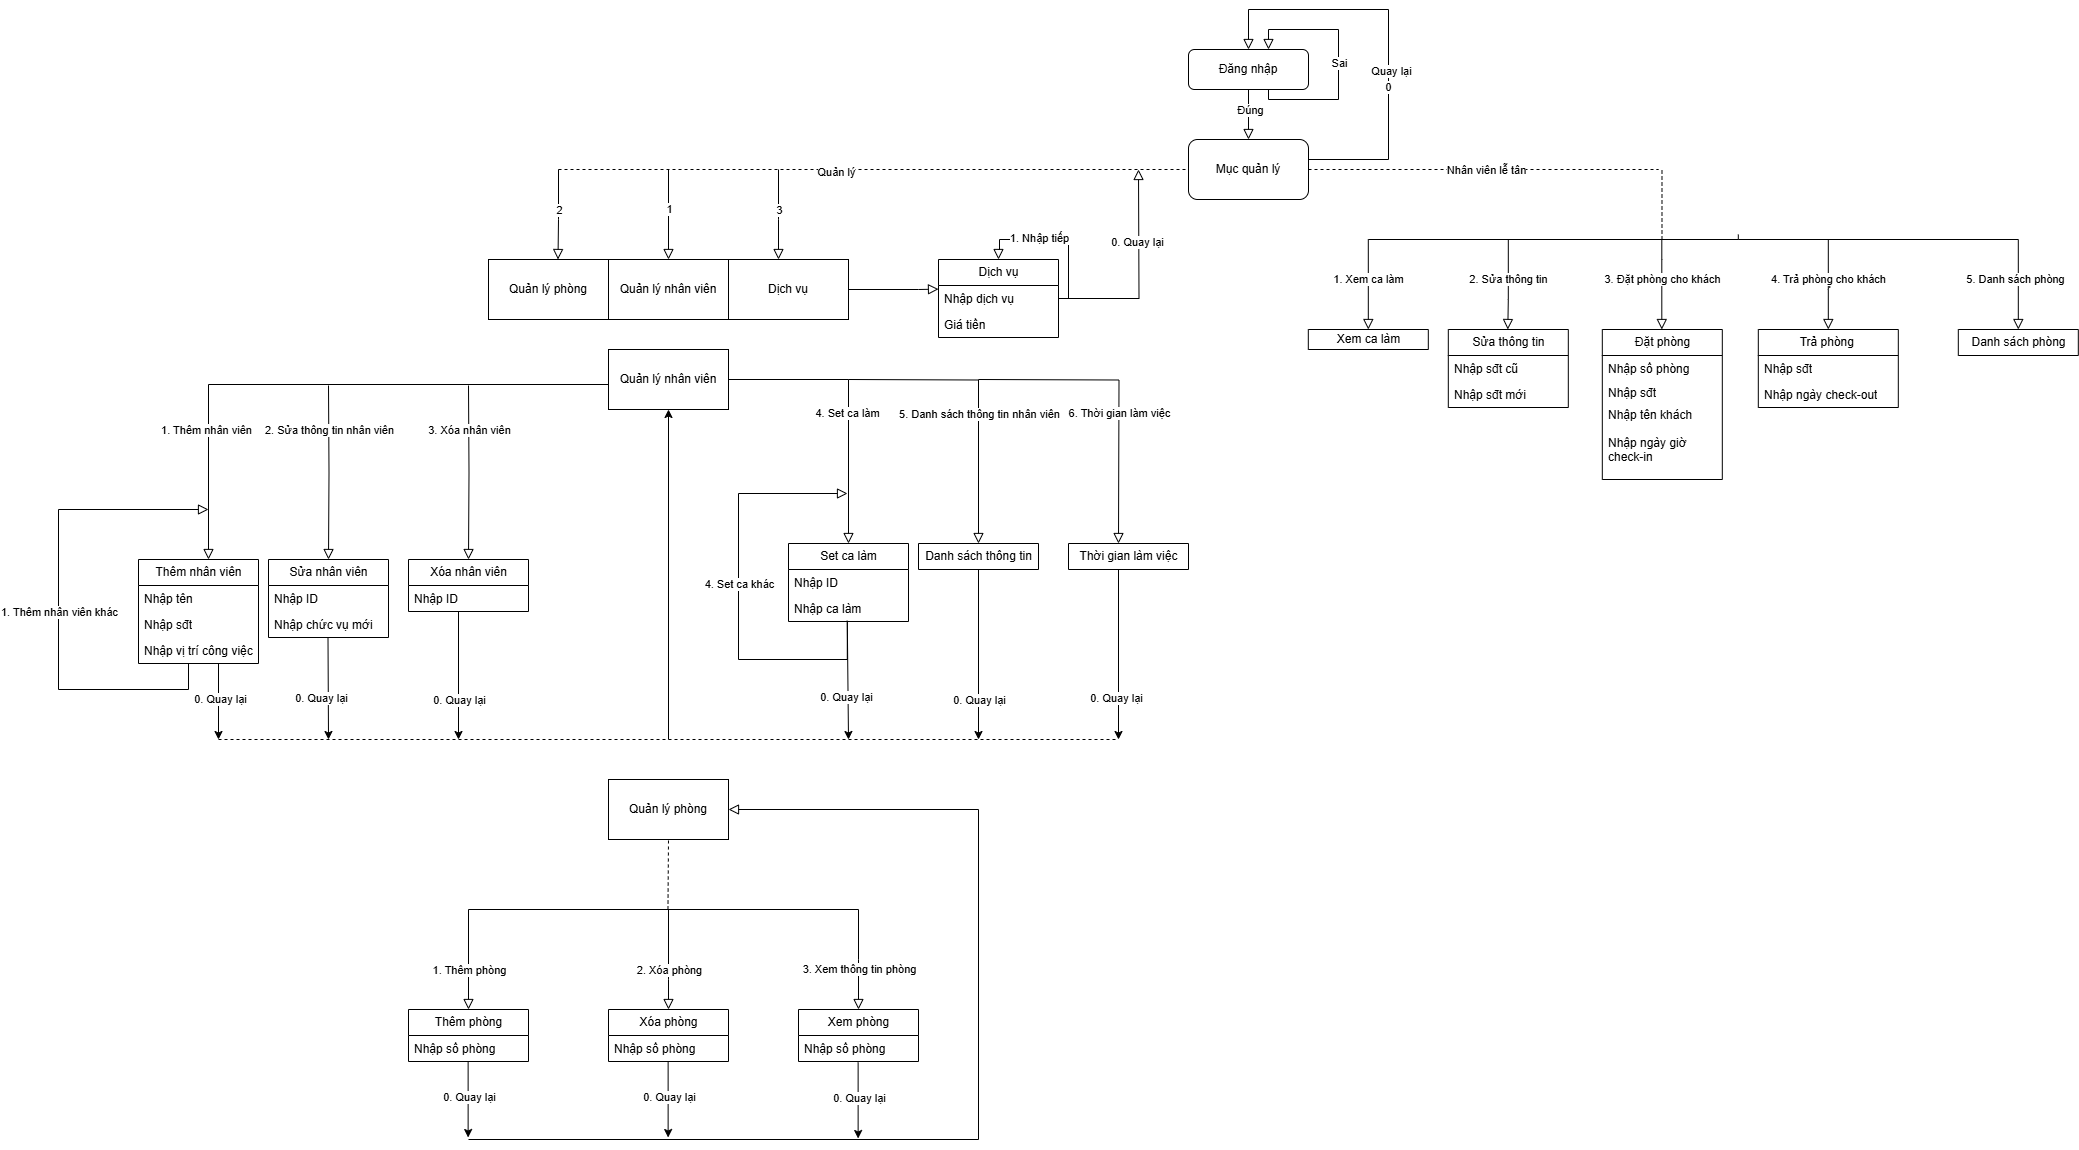 Đăng nhập
Sai
Quay lại
0
Đúng
Mục quản lý
Quản lý
Nhân viên lễ tân
2
1
3
1. Nhập tiếp
0. Quay lại
Quản lý phòng
Quản lý nhân viên
Dịch vụ
Dịch vụ
Nhập dịch vụ
Giá tiền
1. Xem ca làm
2. Sửa thông tin
3. Đặt phòng cho khách
4. Trả phòng cho khách
5. Danh sách phòng
Xem ca làm
Sửa thông tin
Nhập sđt cũ
Nhập sđt mới
Đặt phòng
Nhập số phòng
Nhập sđt
Nhập tên khách
Nhập ngày giờ
check-in
Trả phòng
Nhập sđt
Nhập ngày check-out
Danh sách phòng
Quản lý nhân viên
1. Thêm nhân viên
2. Sửa thông tin nhân viên
3. Xóa nhân viên
4. Set ca làm
5. Danh sách thông tin nhân viên
6. Thời gian làm việc
1. Thêm nhân viên khác
Thêm nhân viên
Nhập tên
Nhập sđt
Nhập vị trí công việc
Sửa nhân viên
Nhập ID
Nhập chức vụ mới
Xóa nhân viên
Nhập ID
4. Set ca khác
Set ca làm
Nhập ID
Nhập ca làm
Danh sách thông tin
Thời gian làm việc
0. Quay lại
0. Quay lại
0. Quay lại
0. Quay lại
0. Quay lại
0. Quay lại
Quản lý phòng
1. Thêm phòng
2. Xóa phòng
3. Xem thông tin phòng
Thêm phòng
Nhập số phòng
Xóa phòng
Nhập số phòng
Xem phòng
Nhập số phòng
0. Quay lại
0. Quay lại
0. Quay lại